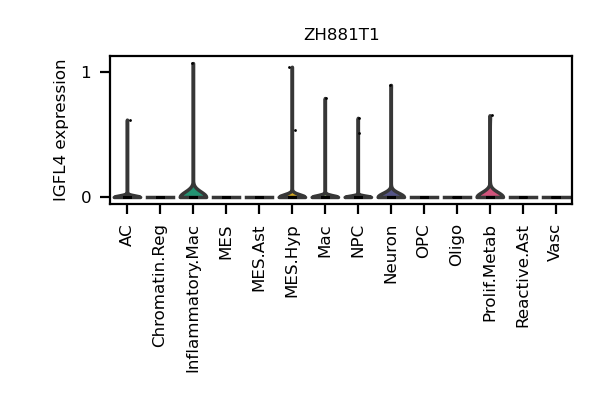 ZH881T1
IGFL4 expression
1
0
AC
Chromatin.Reg
Inflammatory.Mac
MES
MES.Ast
MES.Hyp
Mac
NPC
Neuron
OPC
Oligo
Prolif.Metab
Reactive.Ast
Vasc